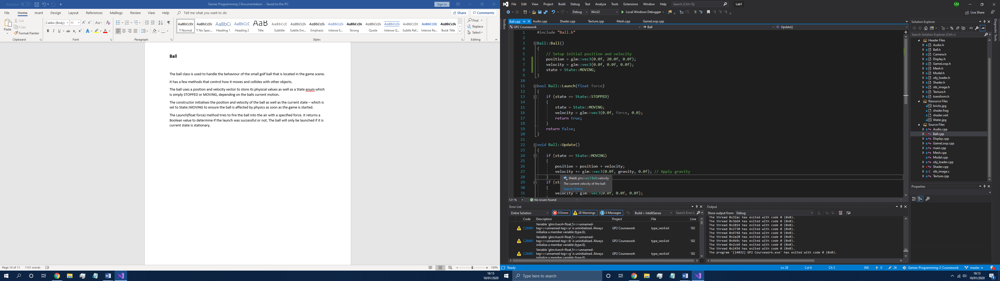 AutoSave Off
Games Programming 2 Documentation - Saved to this PC
Sign in
File Home Insert Design Layout References Mailings Review View Help Tell me what you want to do
Share Comments
Paste
Cut
Copy
Format Painter
Clipboard
Calibri (Body) 11
Font
Paragraph
AaBbCcDc AaBbCcDc AaBbCc AaBbCcD AaB AaBbCcD AaBbCcDc AaBbCcDc AaBbCcDc AaBbCcDc AaBbCcDc AaBbCcDc AABBCCDC AABBCCDC AaBbCcDc
¶ Normal ¶ No Spac... Heading 1 Heading 2 Title Subtitle Subtle Em... Emphasis Intense E... Strong Quote Intense Q... Subtle Ref... Intense Re... Book Title
Styles
Find
Replace
Select
Editing
Ball
The ball class is used to handle the behaviour of the small golf ball that is located in the game scene.
It has a few methods that control how it moves and collides with other objects.
The ball uses a position and velocity vector to store its physical values as well as a State enum which
is simply STOPPED or MOVING, depending on the balls current motion.
The constructor initialises the position and velocity of the ball as well as the current state – which is
set to State::MOVING to ensure the ball is affected by physics as soon as the game is started.
The Launch(float force) method tries to fire the ball into the air with a specified force. It returns a
Boolean value to determine if the launch was successful or not. The ball will only be launched if it is
current state is stationary.
Page 10 of 11 1151 words
100%
16:13
10/01/2020
File Edit View Project Build Debug Test Analyze Tools Extensions Window Help Search (Ctrl+Q) Lab1
SM
Debug Win32 Local Windows Debugger
Live Share
Toolbox
Ball.cpp Audio.cpp Shader.cpp Texture.cpp Mesh.cpp GameLoop.cpp
GP2 Coursework Ball Update()
1 #include "Ball.h"
2
3 Ball::Ball()
4 {
5 // Setup initial position and velocity
6 position = glm::vec3(0.0f, 20.0f, 0.0f);
7 velocity = glm::vec3(0.0f, 0.0f, 0.0f);
8 state = State::MOVING;
9 }
10
11 bool Ball::Launch(float force)
12 {
13 if (state == State::STOPPED)
14 {
15 state = State::MOVING;
16 velocity = glm::vec3(0.0f, force, 0.0);
17 return true;
18 }
19 return false;
20 }
21
22 void Ball::Update()
23 {
24 if (state == State::MOVING)
25 {
26 position = position + velocity;
27 velocity += glm::vec3(0.0f, gravity, 0.0f); // Apply gravity
28 }
(field) glm::vec3 Ball::velocity
29 if (st
The current velocity of the ball
30 {
Search Online
31 velocity = glm::vec3(0.0f, 0.0f, 0.0f);
121 % No issues found
Error List
Entire Solution 0 Errors 28 Warnings 0 Messages Build + IntelliSense Search Error L
Code Description Project File Line
C26495 Variable 'glm::tvec4<float,5>::<unnamed-
tag>::<unnamed-tag>::a' is uninitialized. Always
initialize a member variable (type.6).
GP2 Coursework type_vec4.inl 182
C26495 Variable 'glm::tvec4<float,5>::<unnamed-
tag>::<unnamed-tag>::b' is uninitialized. Always
initialize a member variable (type.6).
GP2 Coursework type_vec4.inl 182
C26495 Variable 'glm::tvec4<float,5>::<unnamed-
tag>::<unnamed-tag>::g' is uninitialized. Always
initialize a member variable (type.6).
GP2 Coursework type_vec4.inl 182
Output
Show output from: Debug
The thread 0x32ac has exited with code 0 (0x0).
The thread 0x3b64 has exited with code 0 (0x0).
The thread 0x1014 has exited with code 0 (0x0).
The thread 0x2730 has exited with code 0 (0x0).
The thread 0x4748 has exited with code 0 (0x0).
The thread 0x2a20 has exited with code 0 (0x0).
The thread 0x4b9c has exited with code 0 (0x0).
The thread 0x2cb4 has exited with code 0 (0x0).
The thread 0x1454 has exited with code 0 (0x0).
The program '[14032] GP2 Coursework.exe' has exited with code 0 (0x0).
Solution Explorer
Search Solution Explorer (Ctrl+;)
Header Files
Audio.h
Ball.h
Camera.h
Display.h
GameLoop.h
Mesh.h
Model.h
obj_loader.h
Shader.h
stb_image.h
Texture.h
transform.h
Resource Files
bricks.jpg
shader.frag
shader.vert
Water.jpg
Source Files
Audio.cpp
Ball.cpp
Display.cpp
GameLoop.cpp
main.cpp
Mesh.cpp
Model.cpp
obj_loader.cpp
Shader.cpp
stb_image.c
Texture.cpp
Properties
Diagnostic Tools
Ready Ln 28 Col 6 Ch 3 INS 0 26 Games-Programming-2-Coursework master
Type here to search
16:13
10/01/2020